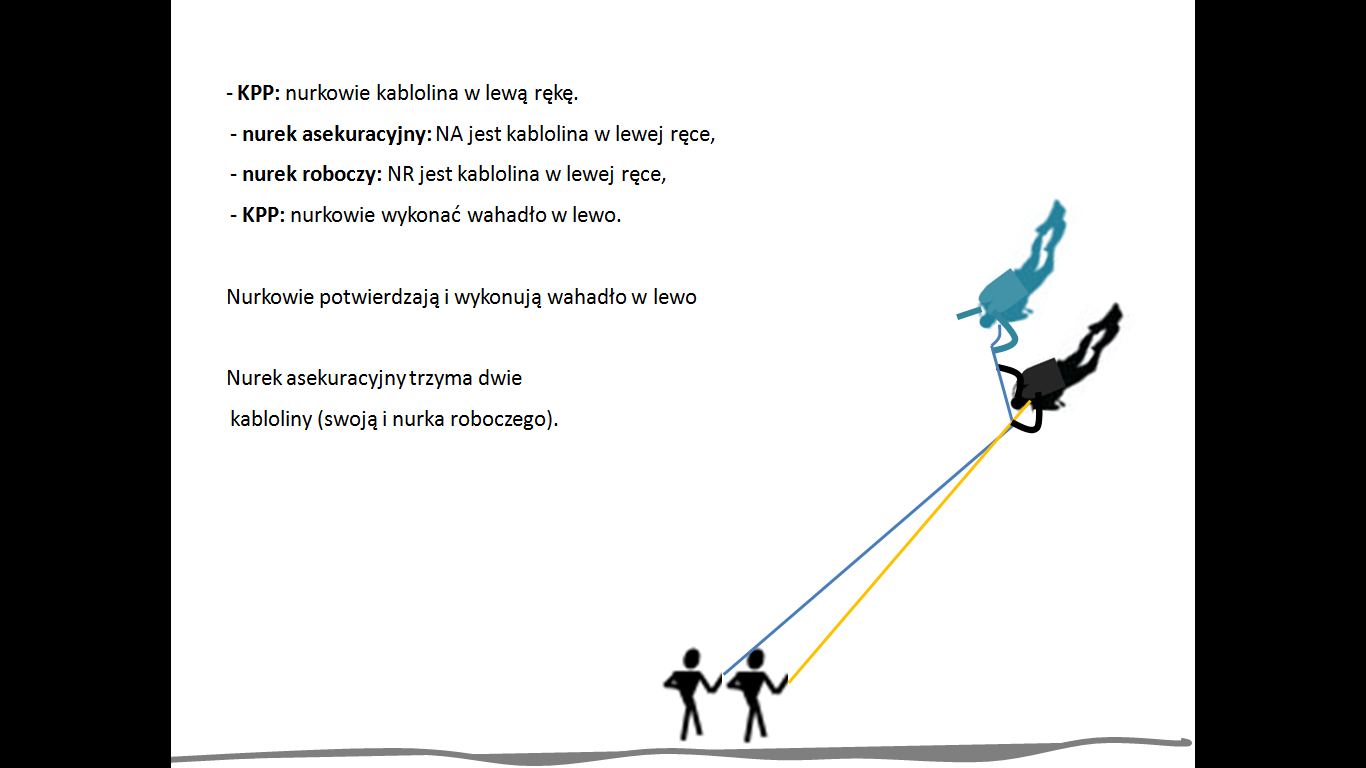 - KPP: nurkowie kablolina w lewą rękę.
- nurek asekuracyjny: NA jest kablolina w lewej ręce,
- nurek roboczy: NR jest kablolina w lewej ręce,
- KPP: nurkowie wykonać wahadło w lewo.
Nurkowie potwierdzają i wykonują wahadło w lewo
Nurek asekuracyjny trzyma dwie
kabloliny (swoją i nurka roboczego).